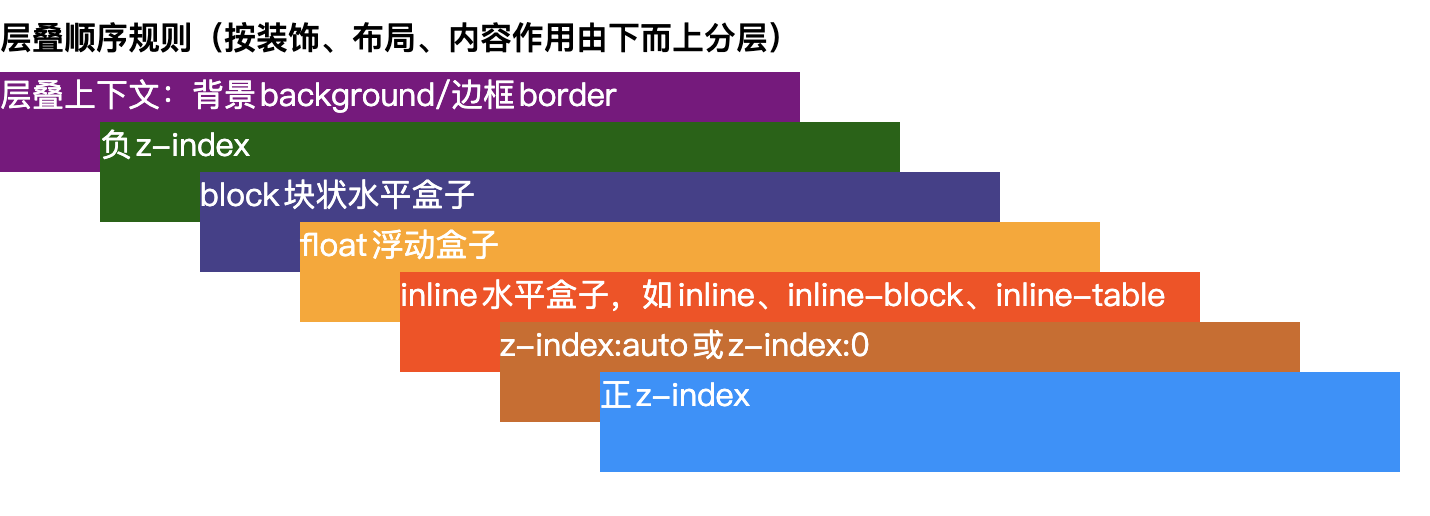 层叠顺序规则（按装饰、布局、内容作用由下而上分层）
层叠上下文：背景background/边框border
负z-index
block块状水平盒子
float浮动盒子
inline水平盒子，如inline、inline-block、inline-table
z-index:auto或z-index:0
正z-index